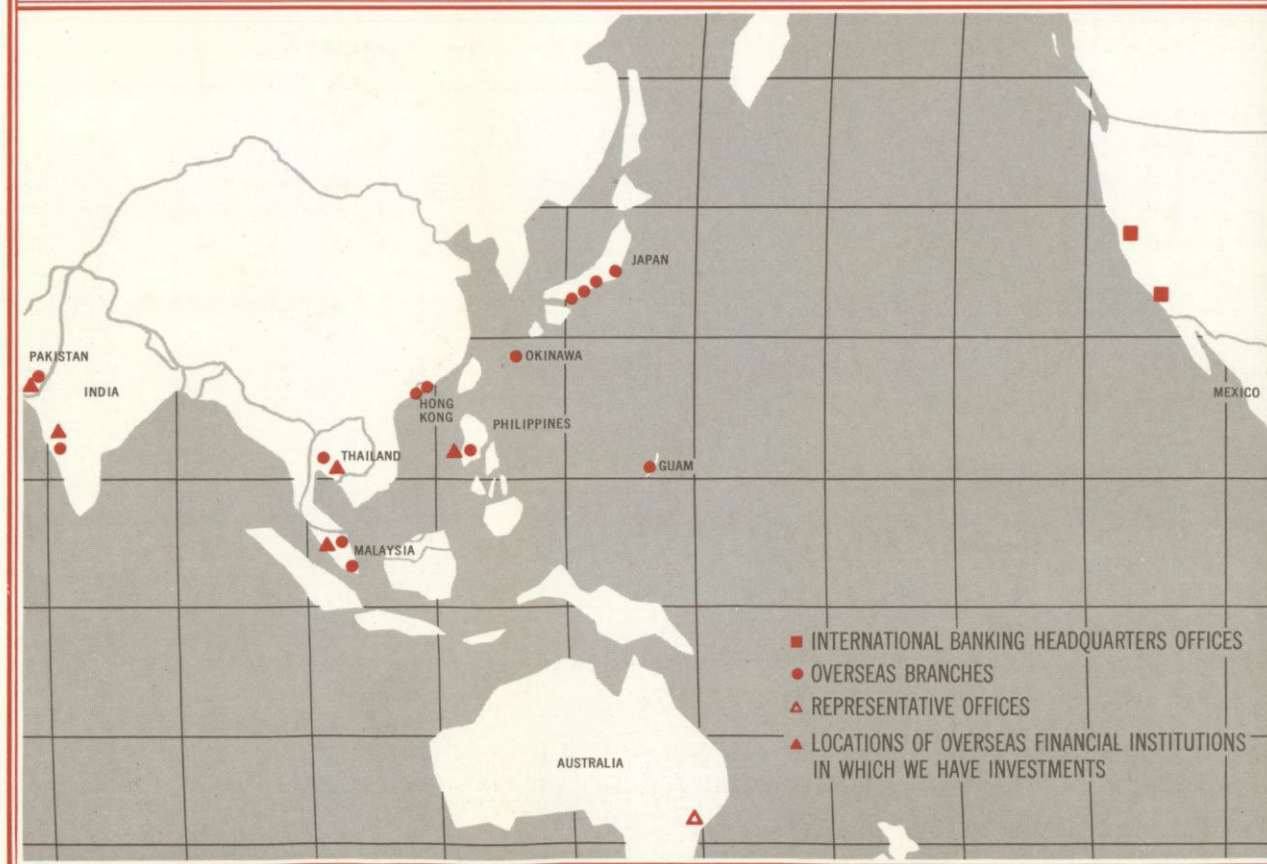 JAPAN
PAKISTAN
OKINAWA
INDIA
MEXICO
HONG
KONG
PHILIPPINES
THAILAND
GUAM
MALAYSIA
INTERNATIONAL BANKING HEADQUARTERS OFFICES
OVERSEAS BRANCHES
REPRESENTATIVE OFFICES
LOCATIONS OF OVERSEAS FINANCIAL INSTITUTIONS
IN WHICH WE HAVE INVESTMENTS
AUSTRALIA